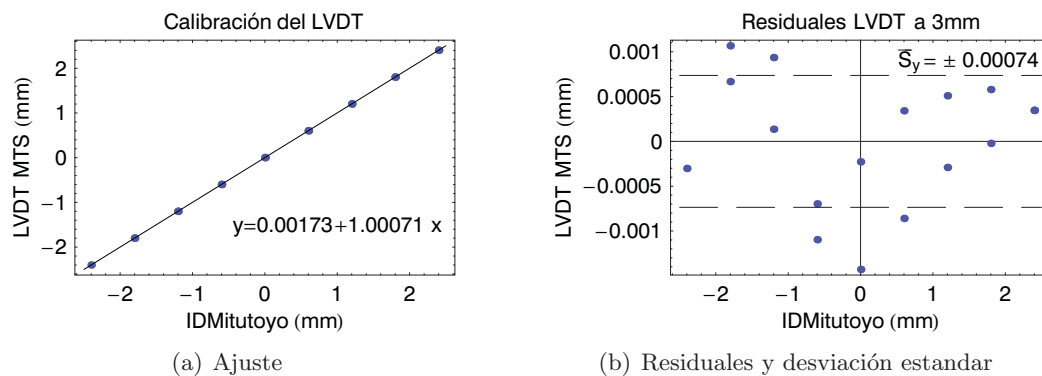 Calibración del LVDT
LVDT MTS (mm)
2
1
0
−1
−2
y=0.00173+1.00071 x
−2 −1 0 1 2
IDMitutoyo (mm)
(a) Ajuste
Residuales LVDT a 3mm
LVDT MTS (mm)
0.001
0.0005
0
−0.0005
−0.001
S̅y = ± 0.00074
−2 −1 0 1 2
IDMitutoyo (mm)
(b) Residuales y desviación estandar